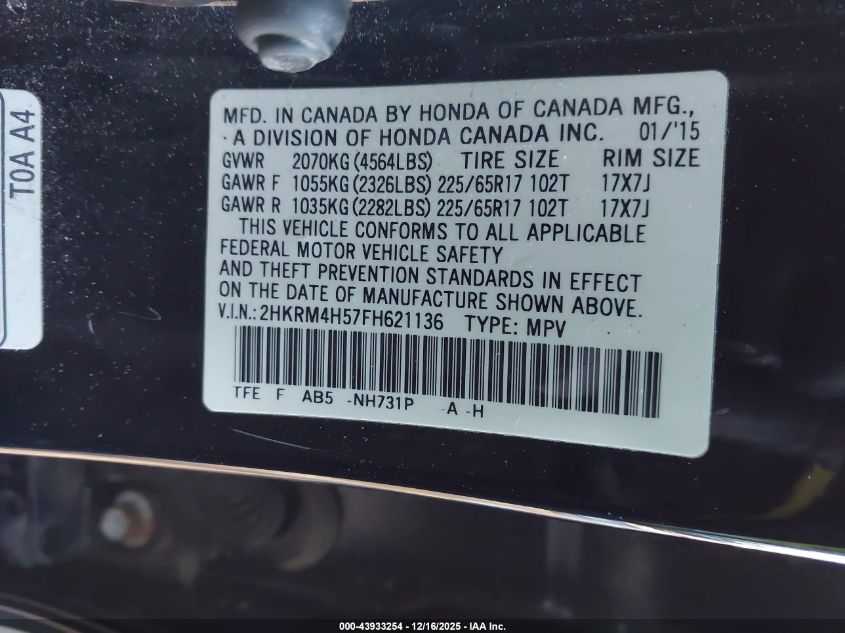 T0A A4
MFD. IN CANADA BY HONDA OF CANADA MFG.,
A DIVISION OF HONDA CANADA INC. 01/'15
GVWR 2070KG (4564LBS) TIRE SIZE RIM SIZE
GAWR F 1055KG (2326LBS) 225/65R17 102T 17X7J
GAWR R 1035KG (2282LBS) 225/65R17 102T 17X7J
THIS VEHICLE CONFORMS TO ALL APPLICABLE
FEDERAL MOTOR VEHICLE SAFETY
AND THEFT PREVENTION STANDARDS IN EFFECT
ON THE DATE OF MANUFACTURE SHOWN ABOVE.
V.I.N.: 2HKRM4H57FH621136 TYPE: MPV
TFE F AB5 -NH731P -A -H
000-43933254 - 12/16/2025 - IAA Inc.